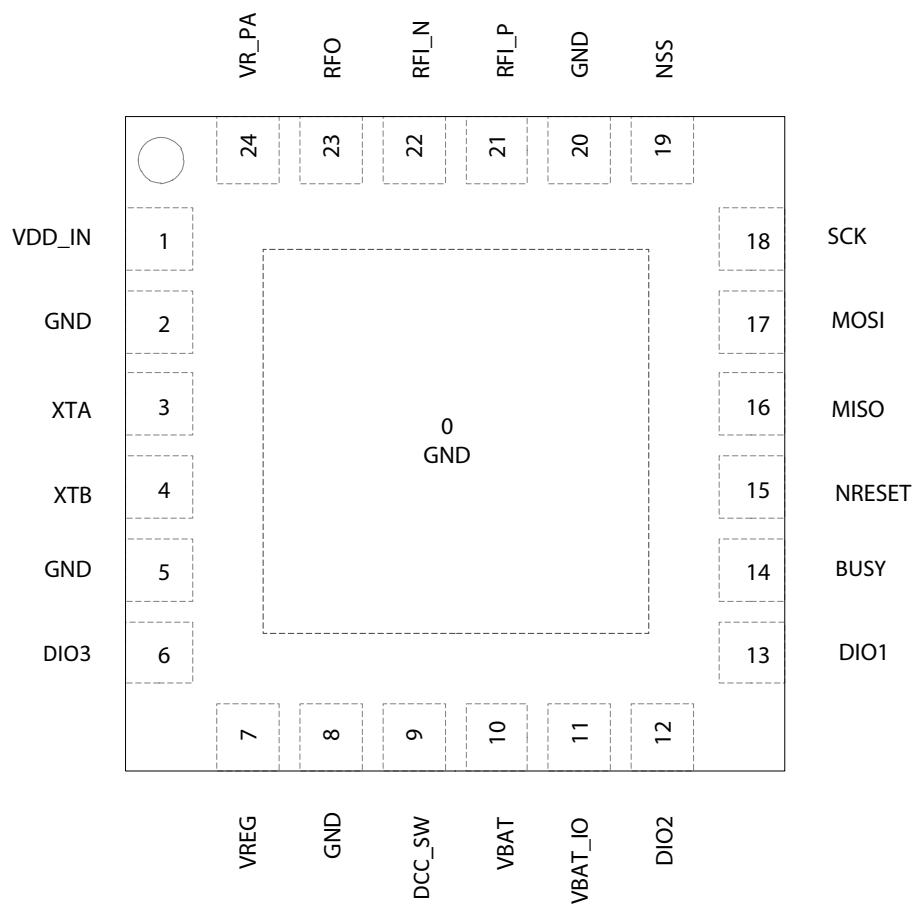 VR_PA
RFO
RFI_N
RFI_P
GND
NSS
24
23
22
21
20
19
VDD_IN
1
18
SCK
GND
2
17
MOSI
XTA
3
16
MISO
0
GND
XTB
4
15
NRESET
GND
5
14
BUSY
DIO3
6
13
DIO1
7
8
9
10
11
12
VREG
GND
DCC_SW
VBAT
VBAT_IO
DIO2